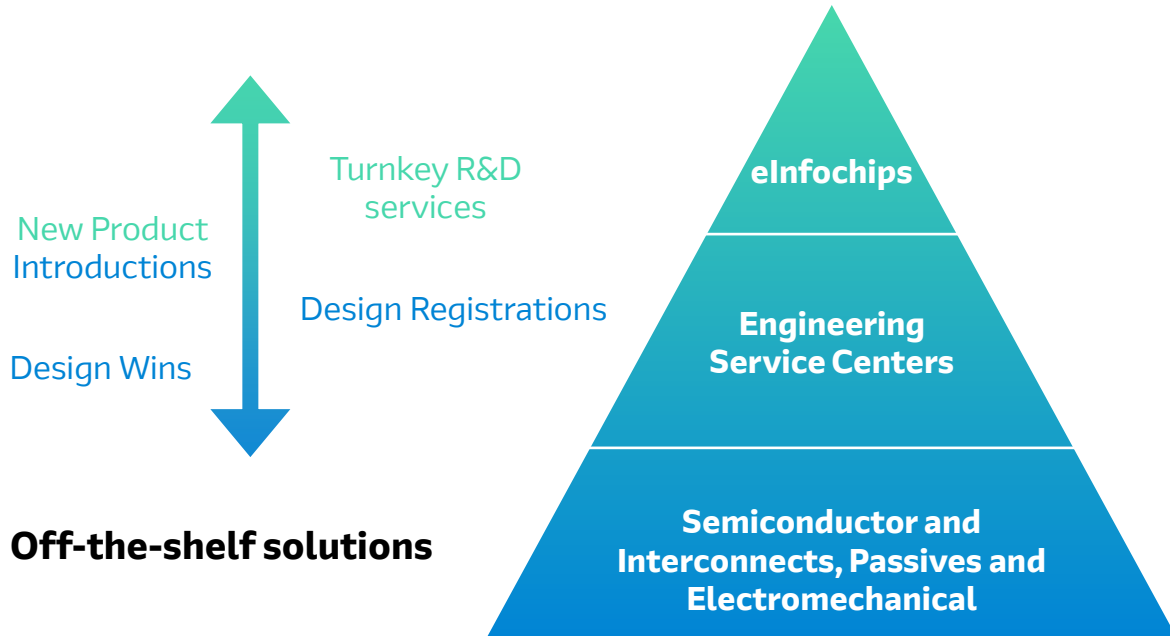 Turnkey R&D
services
New Product
Introductions
Design Registrations
Design Wins
Off-the-shelf solutions
eInfochips
Engineering
Service Centers
Semiconductor and
Interconnects, Passives and
Electromechanical